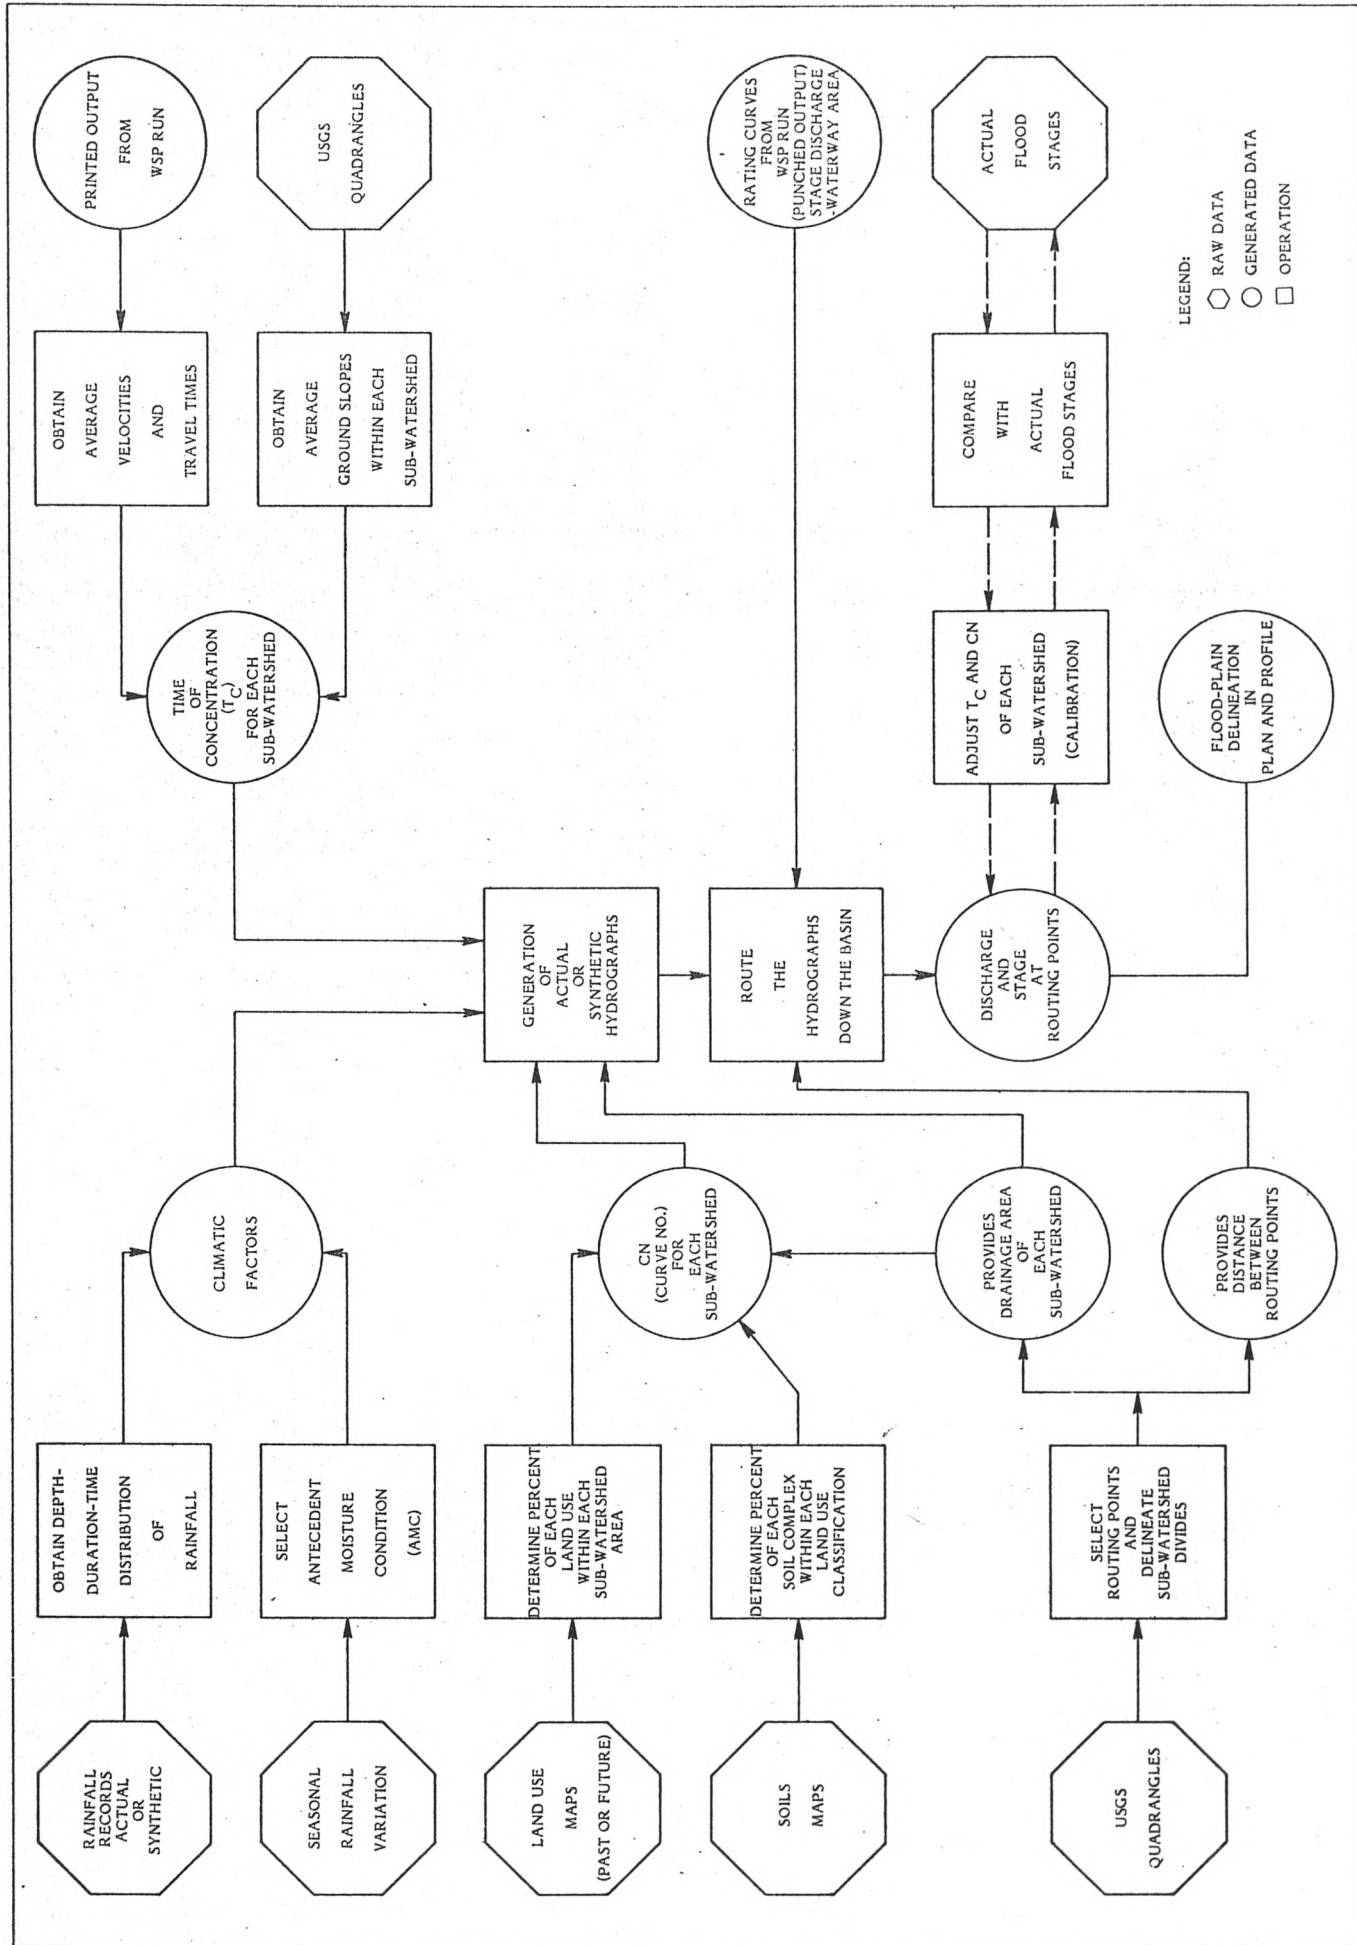 RAINFALL
RECORDS
ACTUAL
OR
SYNTHETIC
OBTAIN DEPTH-
DURATION-TIME
DISTRIBUTION
OF
RAINFALL
CLIMATIC
FACTORS
TIME
OF
CONCENTRATION
(TC)
FOR EACH
SUB-WATERSHED
OBTAIN
AVERAGE
VELOCITIES
AND
TRAVEL TIMES
PRINTED OUTPUT
FROM
WSP RUN
SEASONAL
RAINFALL
VARIATION
SELECT
ANTECEDENT
MOISTURE
CONDITION
(AMC)
OBTAIN
AVERAGE
GROUND SLOPES
WITHIN EACH
SUB-WATERSHED
USGS
QUADRANGLES
LAND USE
MAPS
(PAST OR FUTURE)
DETERMINE PERCENT
OF EACH
LAND USE
WITHIN EACH
SUB-WATERSHED
AREA
CN
(CURVE NO.)
FOR
EACH
SUB-WATERSHED
GENERATION
OF
ACTUAL
OR
SYNTHETIC
HYDROGRAPHS
SOILS
MAPS
DETERMINE PERCENT
OF EACH
SOIL COMPLEX
WITHIN EACH
LAND USE
CLASSIFICATION
ROUTE
THE
HYDROGRAPHS
DOWN THE BASIN
RATING CURVES
FROM
WSP RUN
(PUNCHED OUTPUT)
STAGE DISCHARGE
-WATERWAY AREA
PROVIDES
DRAINAGE AREA
OF
EACH
SUB-WATERSHED
DISCHARGE
AND
STAGE
AT
ROUTING POINTS
ADJUST TC AND CN
OF EACH
SUB-WATERSHED
(CALIBRATION)
COMPARE
WITH
ACTUAL
FLOOD STAGES
ACTUAL
FLOOD
STAGES
USGS
QUADRANGLES
SELECT
ROUTING POINTS
AND
DELINEATE
SUB-WATERSHED
DIVIDES
PROVIDES
DISTANCE
BETWEEN
ROUTING POINTS
FLOOD-PLAIN
DELINEATION
IN
PLAN AND PROFILE
LEGEND:
RAW DATA
GENERATED DATA
OPERATION